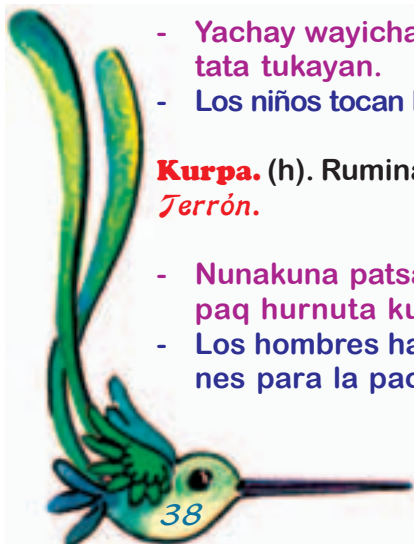 - Yachay wayicha
tata tukayan.
- Los niños tocan
Kurpa. (h). Rumina
Terrón.
- Nunakuna patsa
paq hurnuta ku
- Los hombres ha
nes para la pac
38